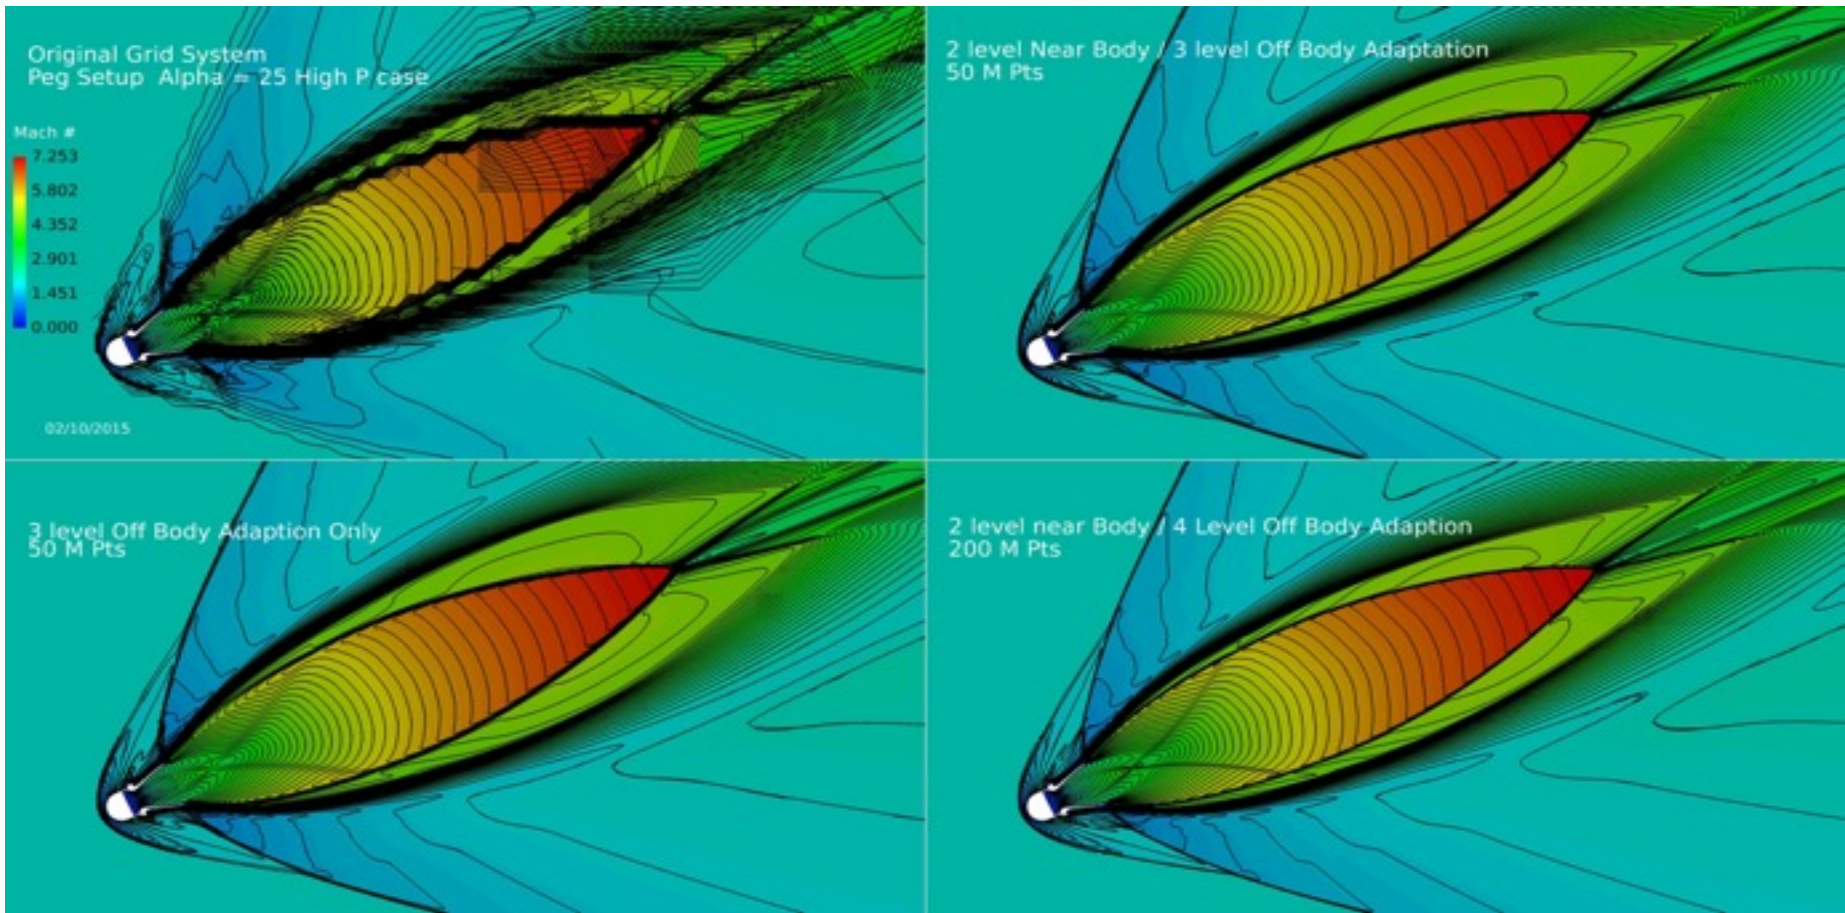 Original Grid System
Peg Setup Alpha = 25 High P case
Mach #
7.253
5.802
4.352
2.901
1.451
0.000
02/10/2015
2 level Near Body / 3 level Off Body Adaptation
50 M Pts
3 level Off Body Adaption Only
50 M Pts
2 level near Body / 4 Level Off Body Adaption
200 M Pts